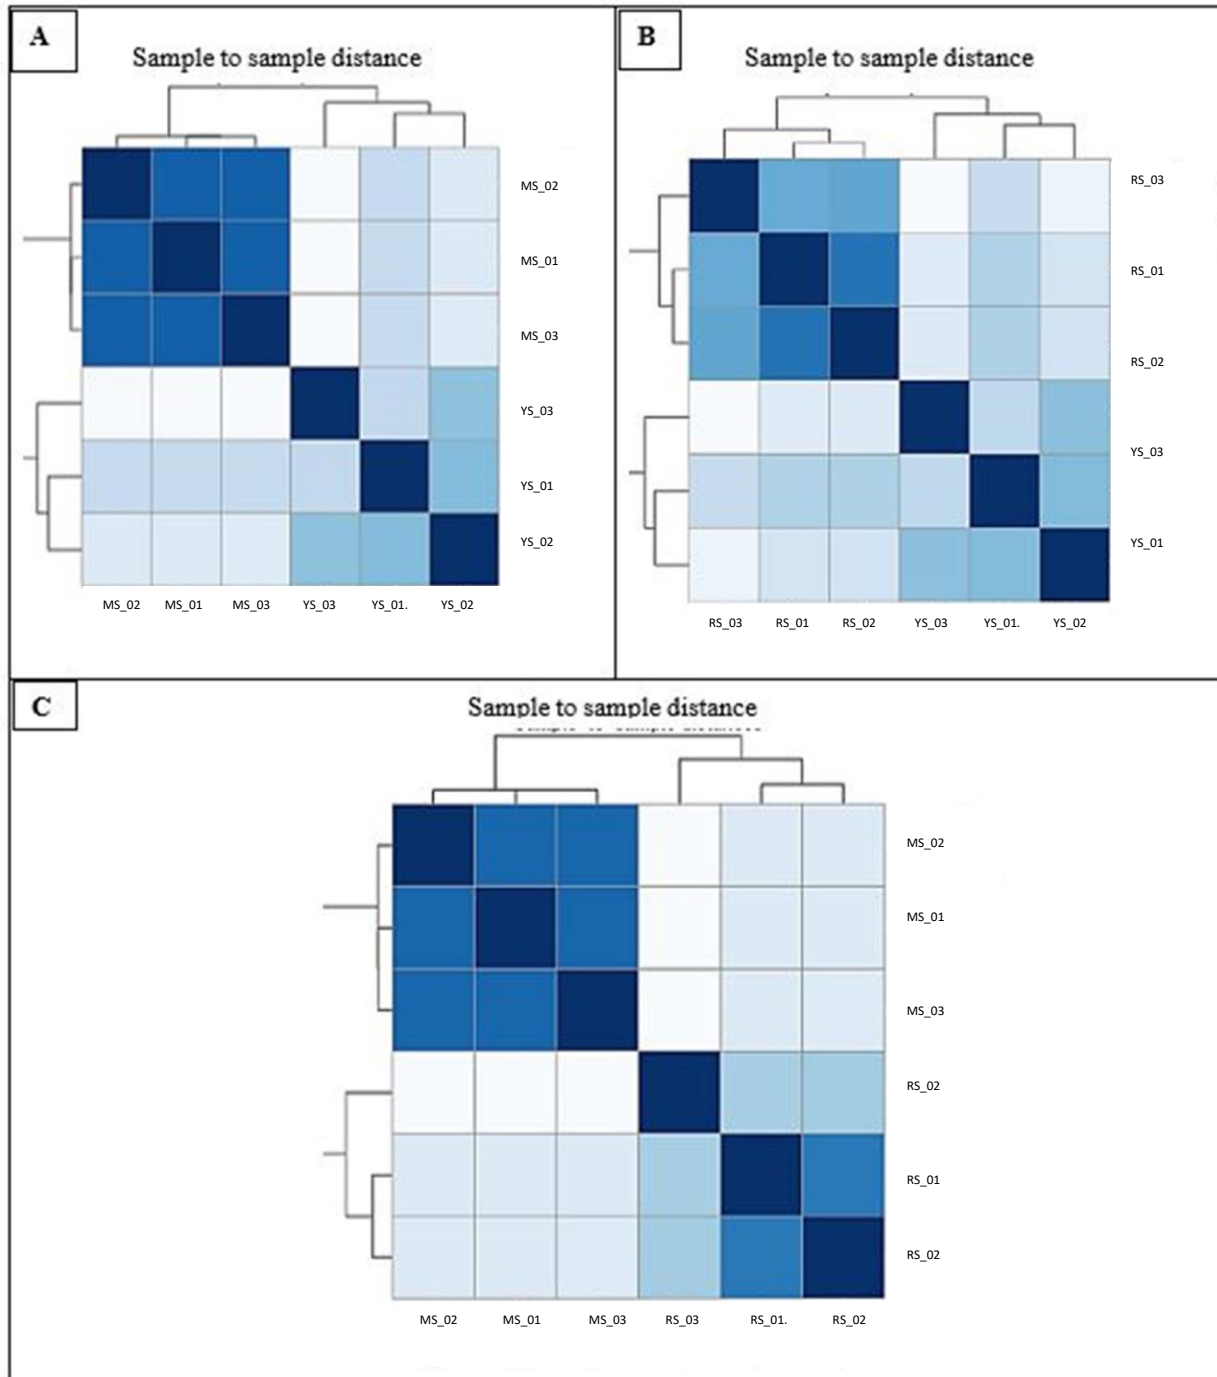 A
Sample to sample distance
MS_02
MS_01
MS_03
YS_03
YS_01
YS_02
MS_02 MS_01 MS_03 YS_03 YS_01. YS_02
B
Sample to sample distance
RS_03
RS_01
RS_02
YS_03
YS_01
RS_03 RS_01 RS_02 YS_03 YS_01. YS_02
C
Sample to sample distance
MS_02
MS_01
MS_03
RS_02
RS_01
RS_02
MS_02 MS_01 MS_03 RS_03 RS_01. RS_02